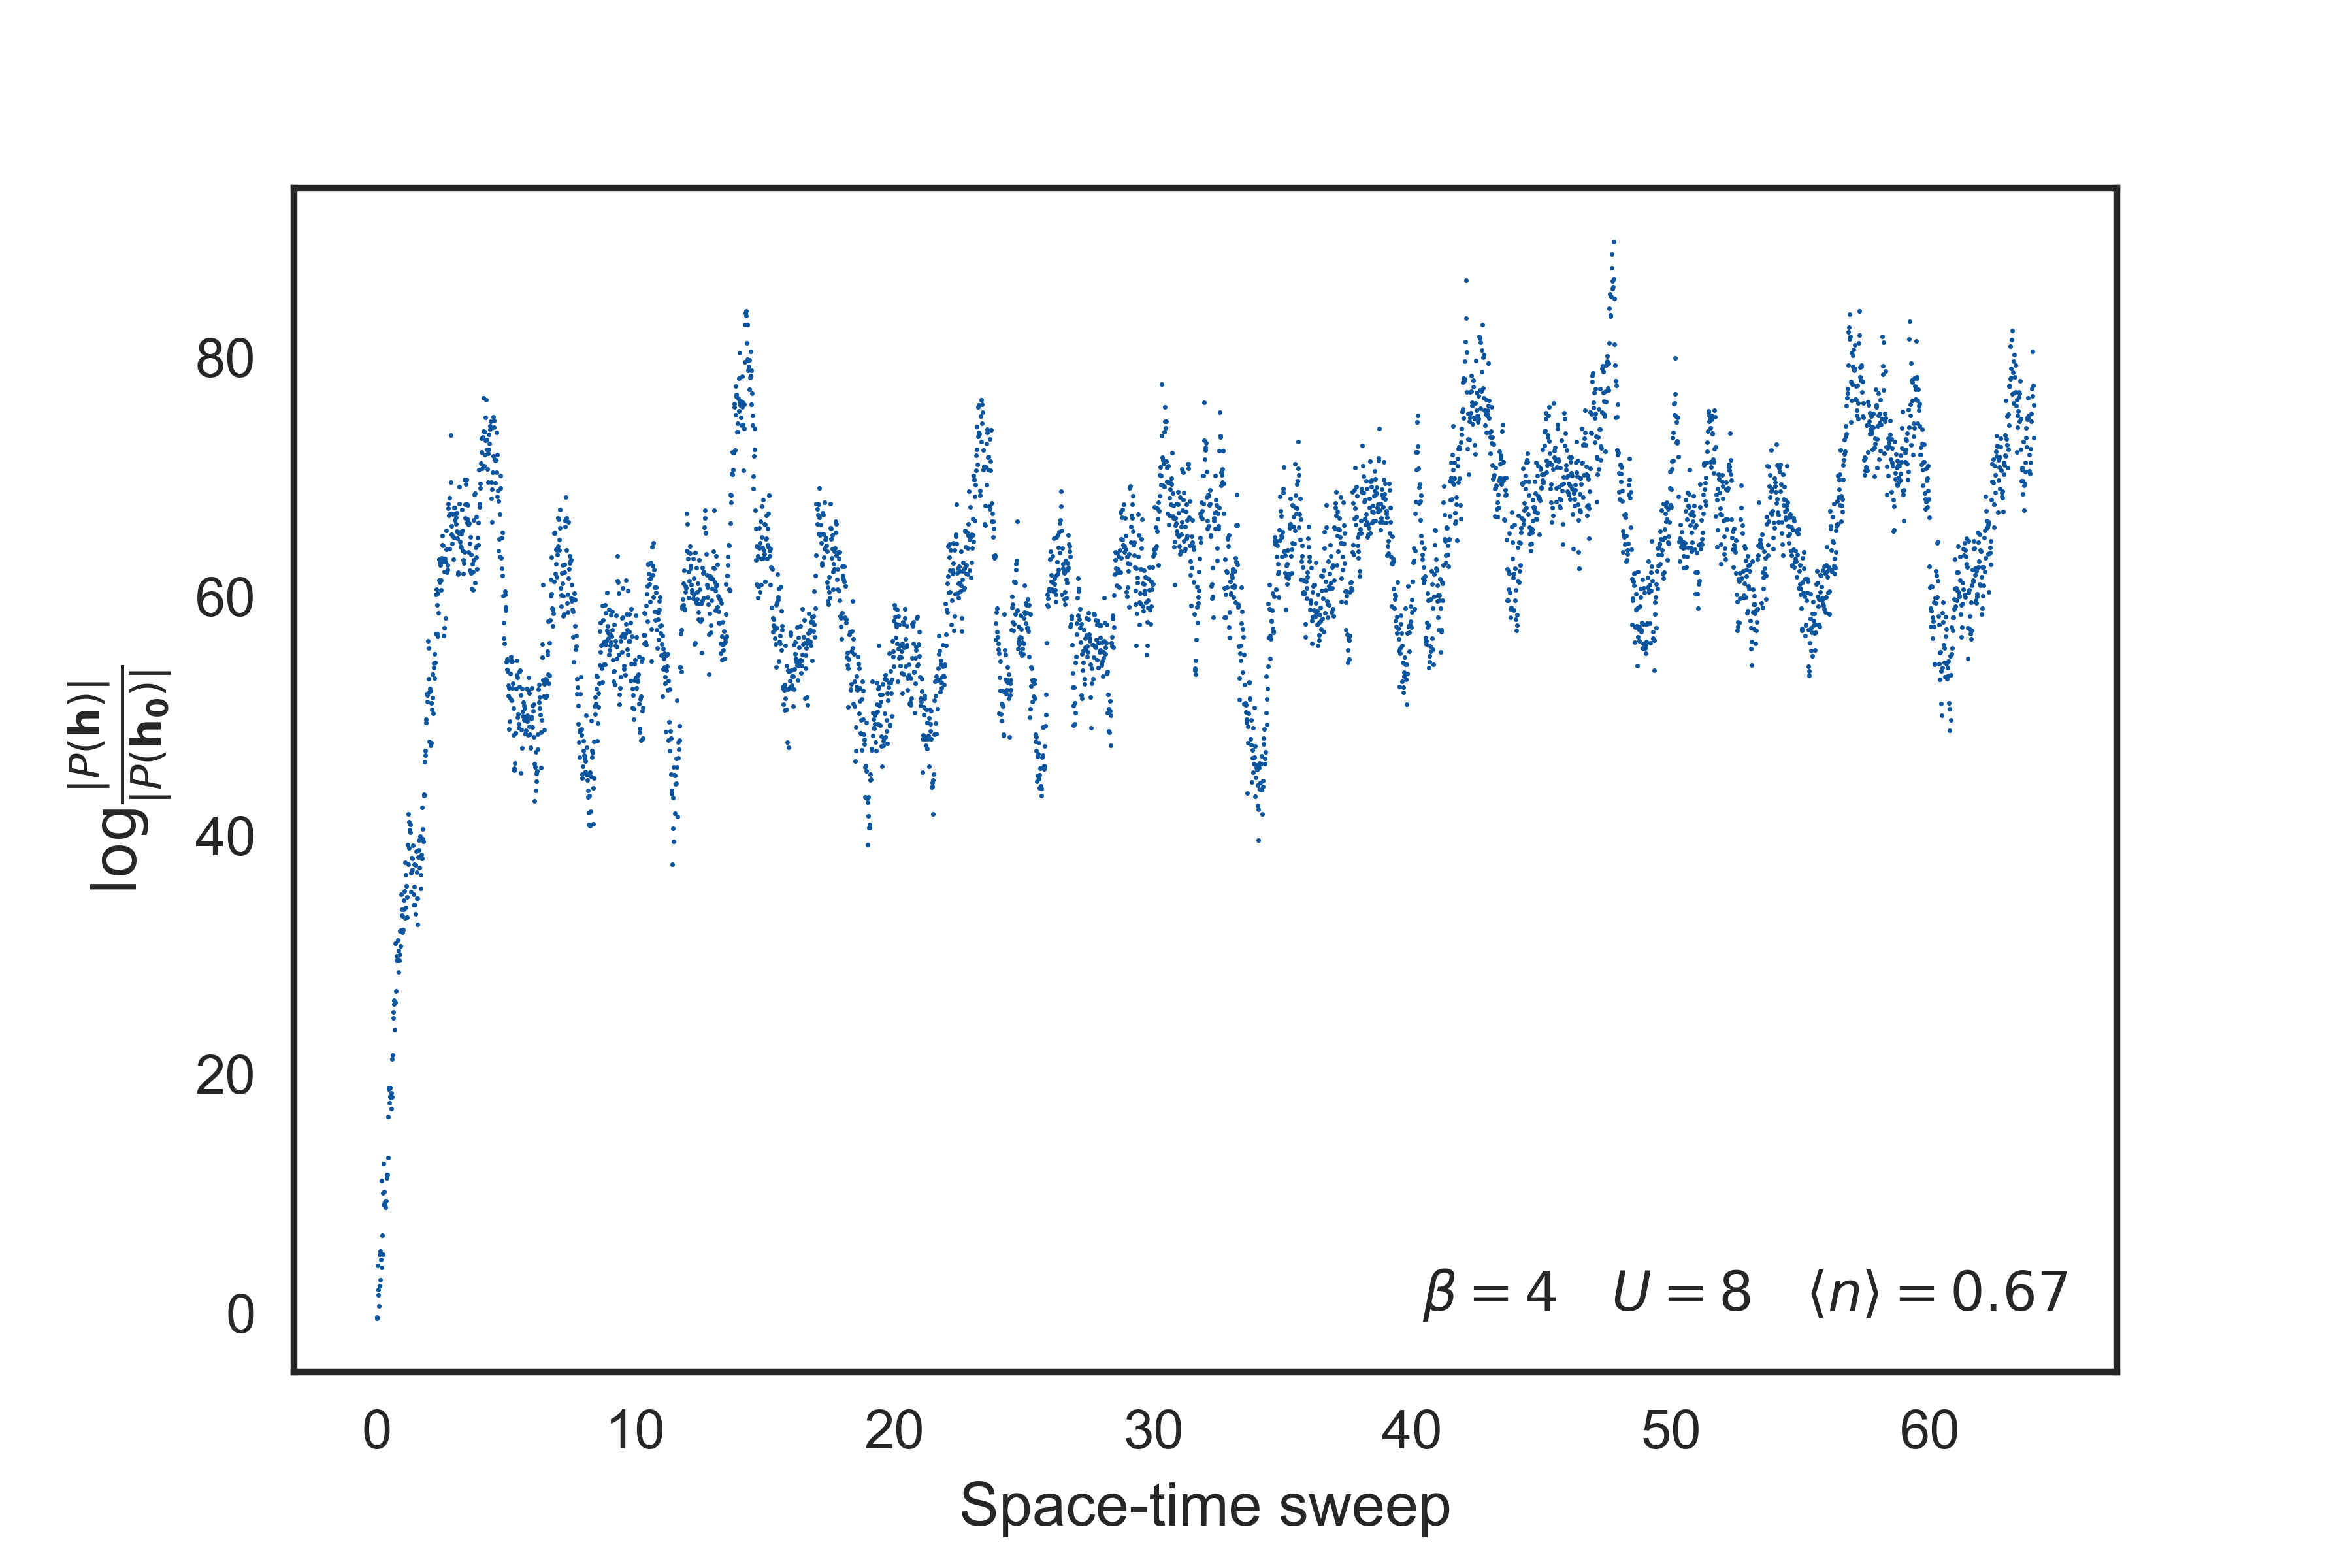 80
60
40
20
0
log |P(𝐡)| / |P(𝐡₀)||
β = 4 U = 8 ⟨n⟩ = 0.67
0 10 20 30 40 50 60
Space-time sweep